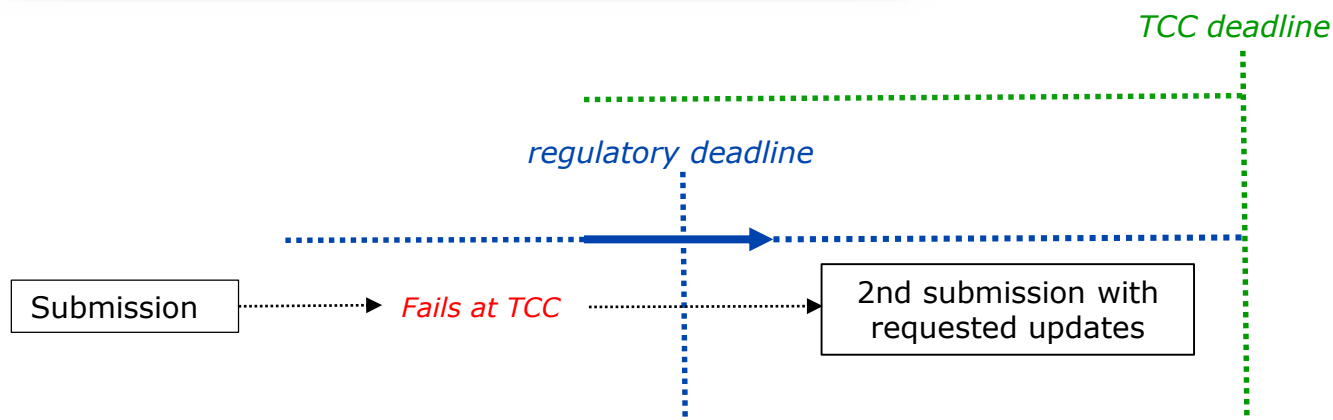 TCC deadline
regulatory deadline
Submission
Fails at TCC
2nd submission with
requested updates